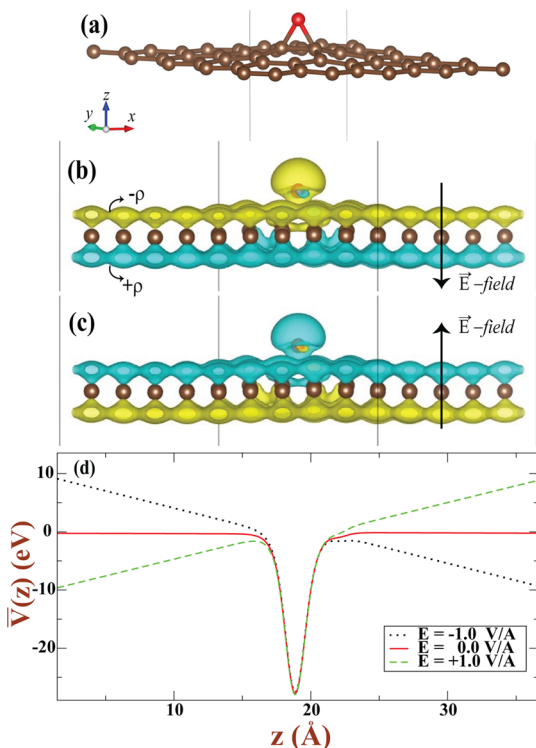 (a)
z
y
x
(b)
-ρ
+ρ
E⃗ -field
(c)
E⃗ -field
(d)
10
0
-10
-20
V̅(z) (eV)
E = -1.0 V/A
E = 0.0 V/A
E = +1.0 V/A
10
20
30
z (Å)